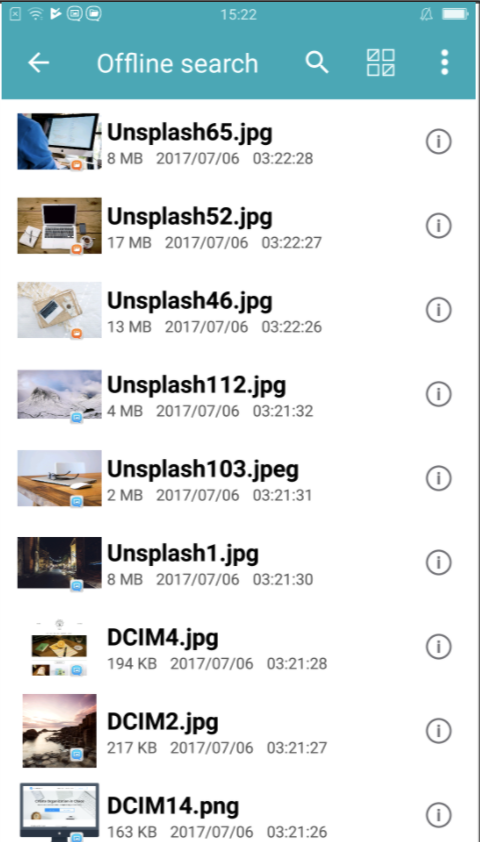 15:22
Offline search
Unsplash65.jpg
8 MB 2017/07/06 03:22:28
Unsplash52.jpg
17 MB 2017/07/06 03:22:27
Unsplash46.jpg
13 MB 2017/07/06 03:22:26
Unsplash112.jpg
4 MB 2017/07/06 03:21:32
Unsplash103.jpeg
2 MB 2017/07/06 03:21:31
Unsplash1.jpg
8 MB 2017/07/06 03:21:30
DCIM4.jpg
194 KB 2017/07/06 03:21:28
DCIM2.jpg
217 KB 2017/07/06 03:21:27
DCIM14.png
163 KB 2017/07/06 03:21:26